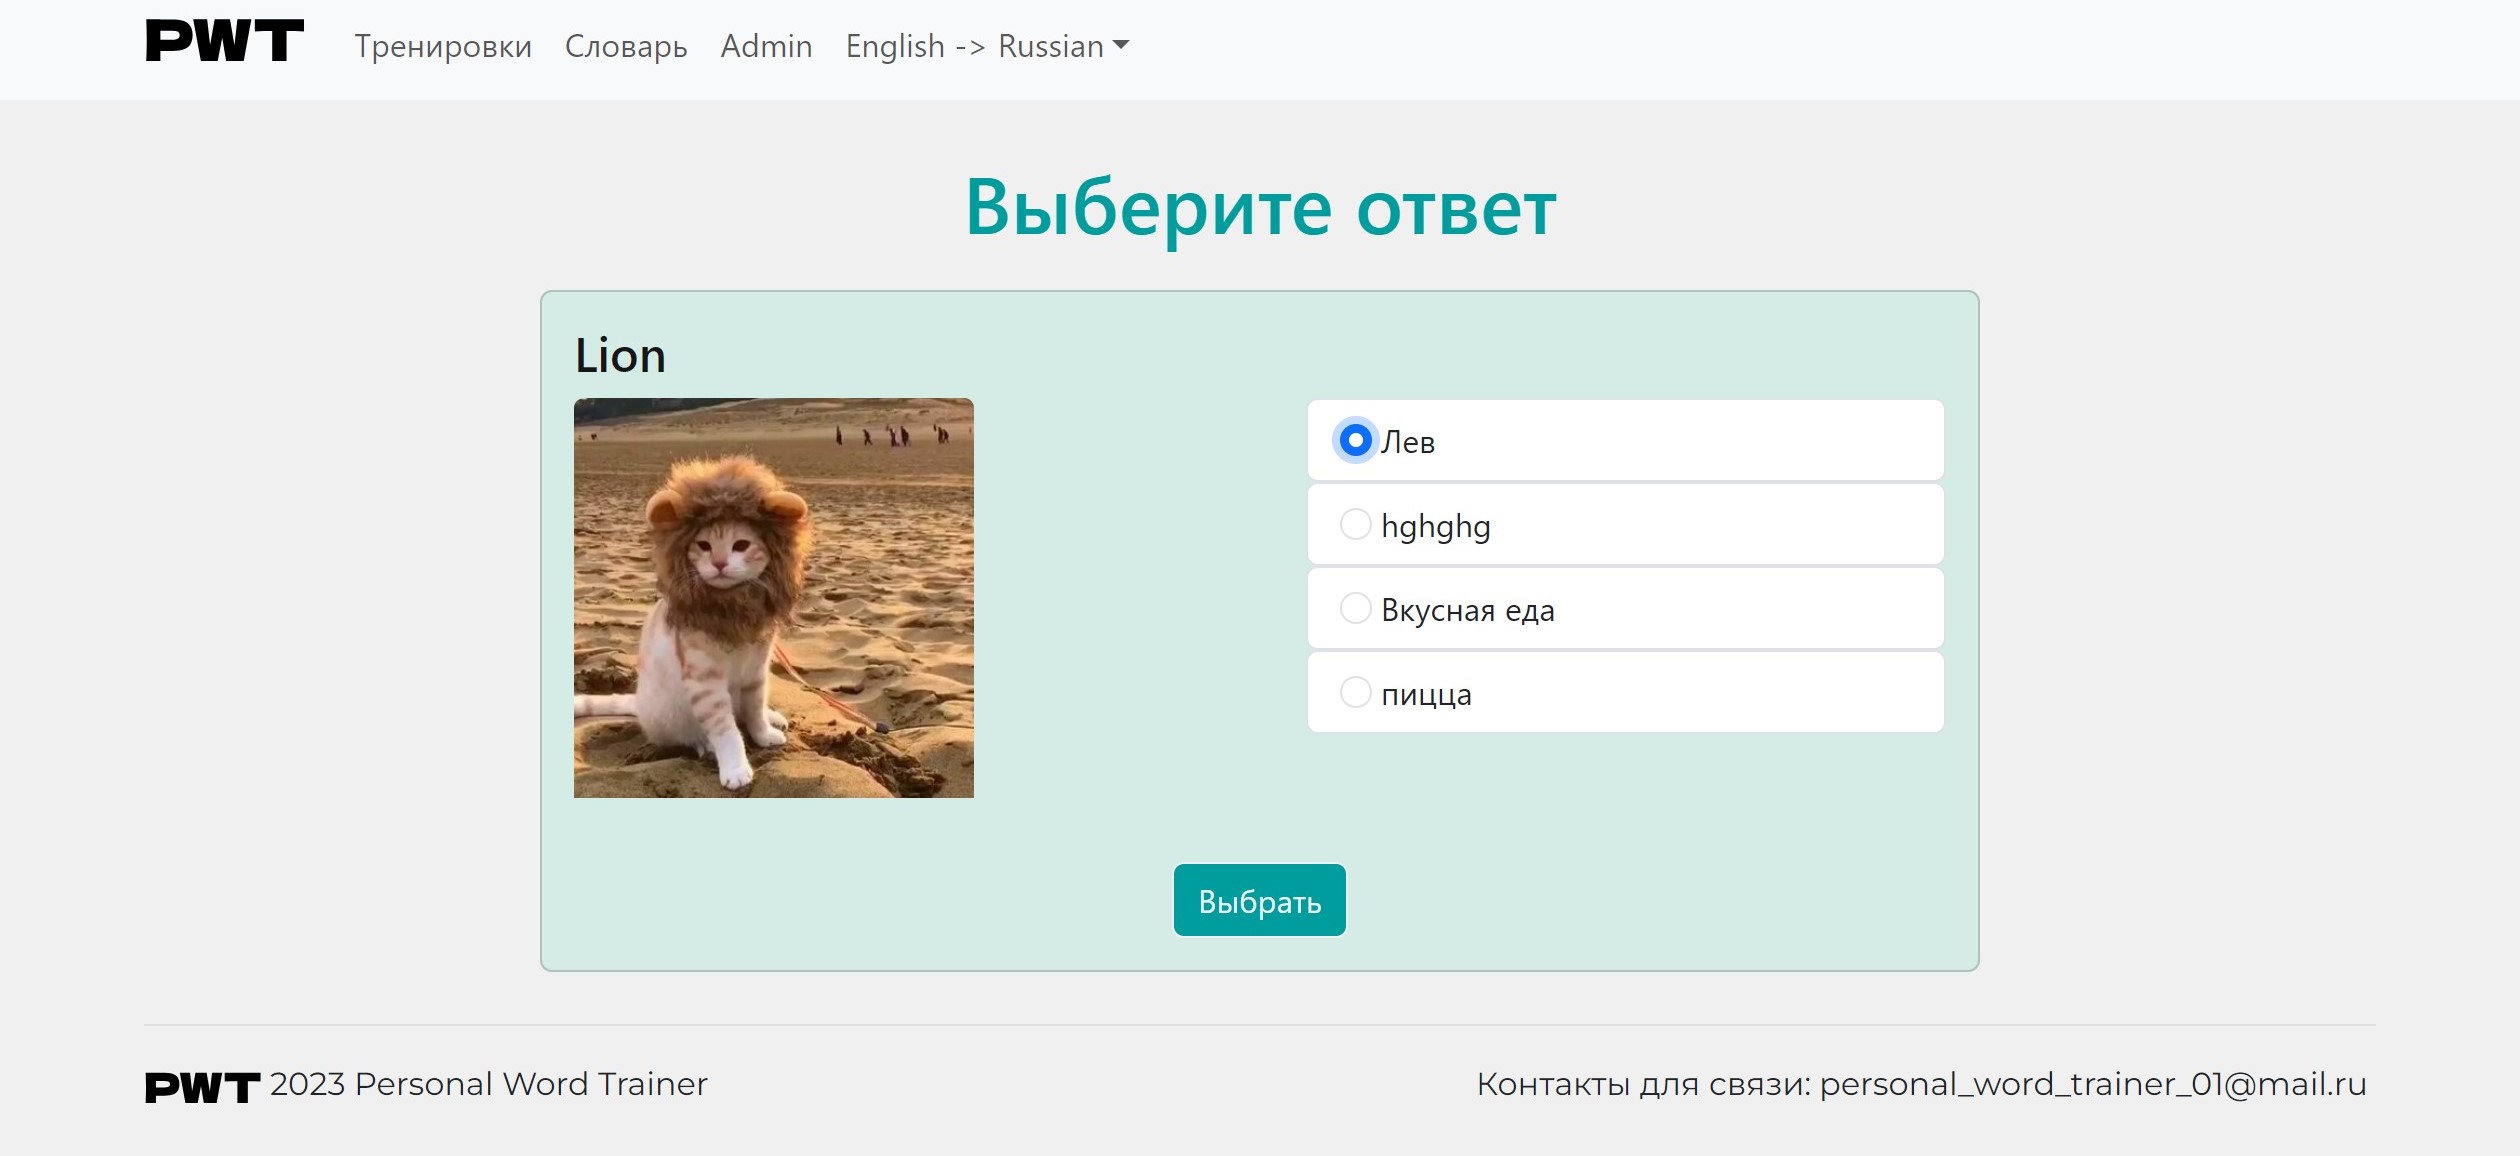 PWT Тренировки Словарь Admin English -> Russian
Выберите ответ
Lion
Лев
hghghg
Вкусная еда
пицца
Выбрать
PWT 2023 Personal Word Trainer
Контакты для связи: personal_word_trainer_01@mail.ru